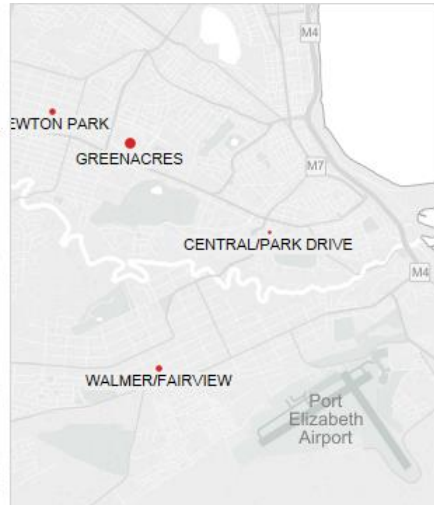 M4
EWTON PARK
GREENACRES
M7
CENTRAL/PARK DRIVE
M4
WALMER/FAIRVIEW
Port
Elizabeth
Airport